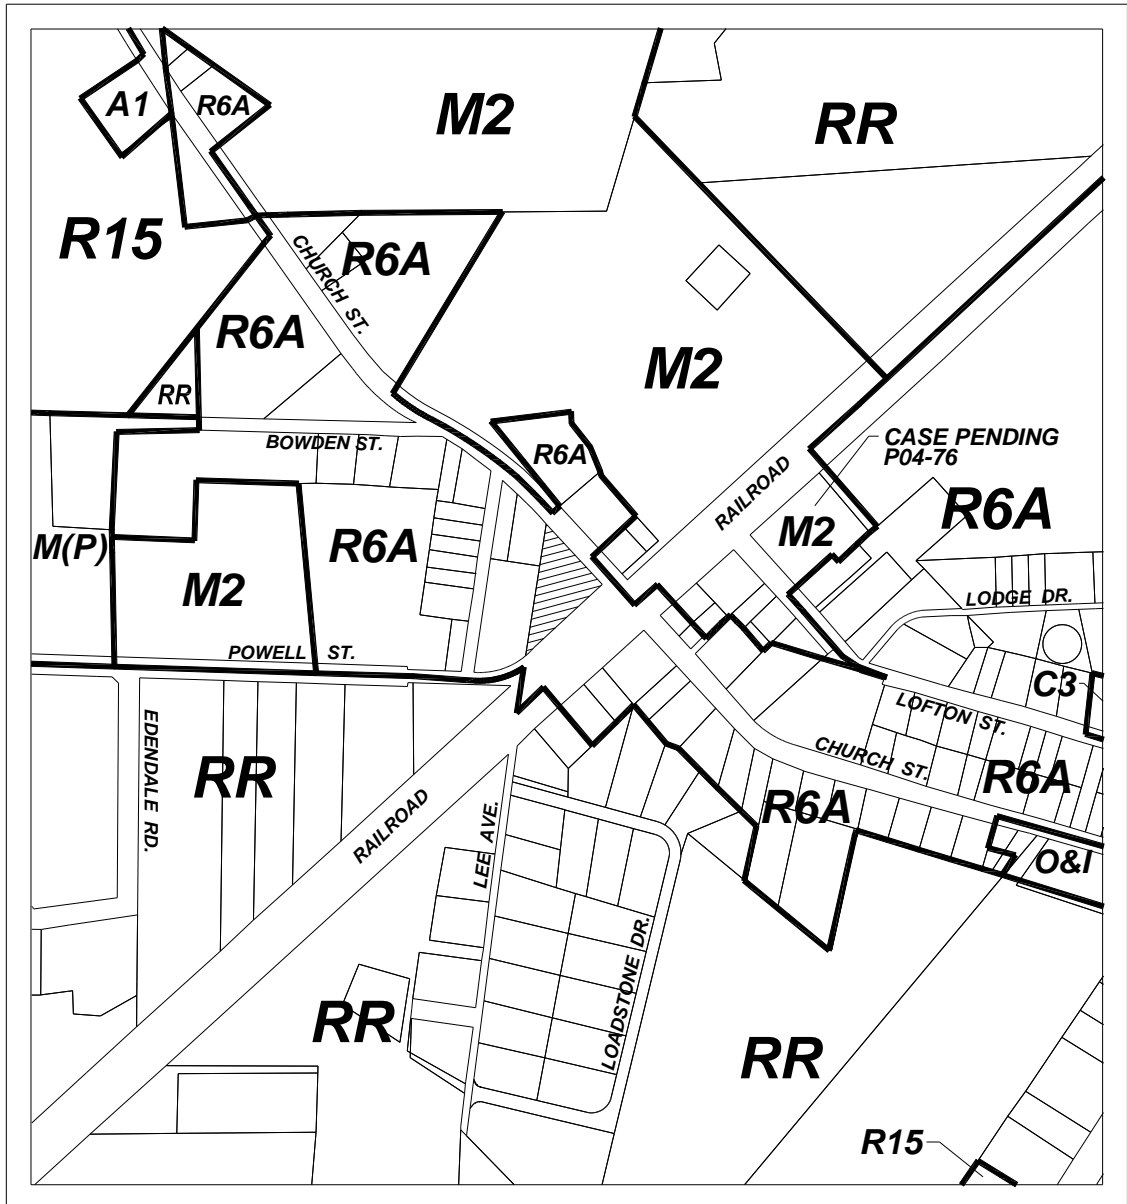 A1
R6A
M2
RR
R15
CHURCH ST.
R6A
R6A
M2
RR
BOWDEN ST.
R6A
CASE PENDING
P04-76
RAILROAD
R6A
M2
M(P)
R6A
M2
LODGE DR.
POWELL ST.
C3
LOFTON ST.
EDENDALE RD.
RR
CHURCH ST.
R6A
R6A
RAILROAD
LEE AVE.
O&I
LOADSTONE DR.
RR
RR
R15